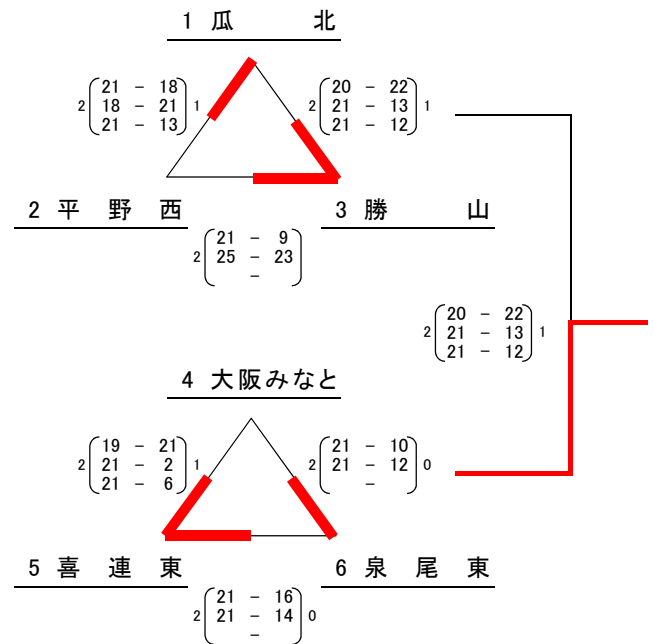 1 瓜 北
2 21 - 18 1
18 - 21
21 - 13
2 20 - 22 1
21 - 13
21 - 12
2 平 野 西
3 勝 山
2 21 - 9
25 - 23
-
2 20 - 22 1
21 - 13
21 - 12
4 大阪みなと
2 19 - 21 1
21 - 2
21 - 6
2 21 - 10 0
21 - 12
-
5 喜 連 東
6 泉 尾 東
2 21 - 16 0
21 - 14
-